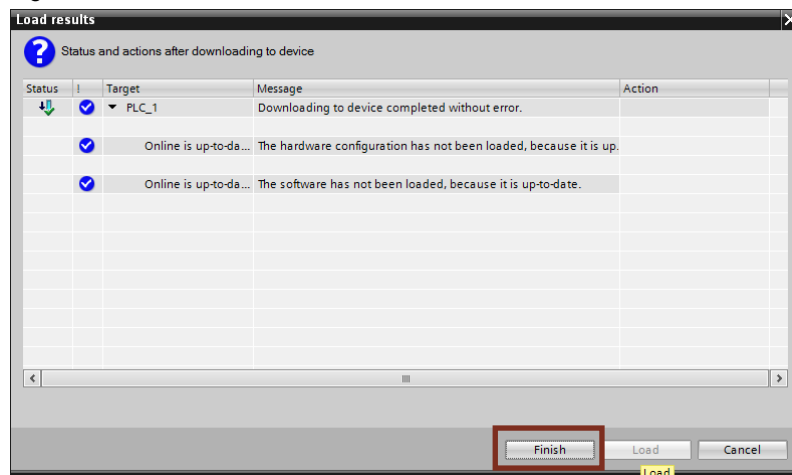 Load results
Status and actions after downloading to device
Status ! Target Message Action
PLC_1 Downloading to device completed without error.
Online is up-to-da... The hardware configuration has not been loaded, because it is up.
Online is up-to-da... The software has not been loaded, because it is up-to-date.
Finish Load Cancel
Load